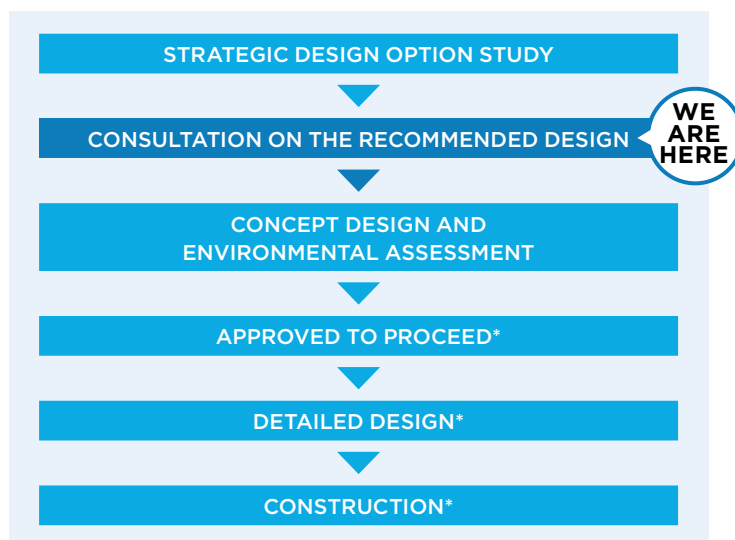 STRATEGIC DESIGN OPTION STUDY
CONSULTATION ON THE RECOMMENDED DESIGN
WE
ARE
HERE
CONCEPT DESIGN AND
ENVIRONMENTAL ASSESSMENT
APPROVED TO PROCEED*
DETAILED DESIGN*
CONSTRUCTION*